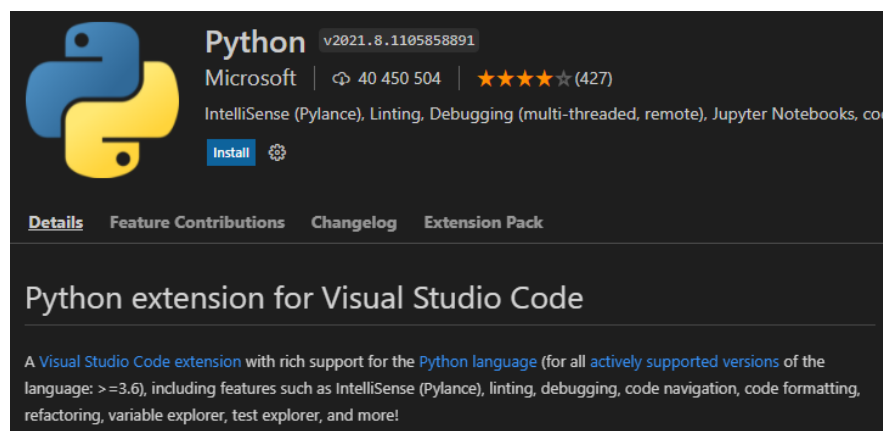 Python v2021.8.1105858891
Microsoft 40 450 504 (427)
IntelliSense (Pylance), Linting, Debugging (multi-threaded, remote), Jupyter Notebooks,
Install
Details Feature Contributions Changelog Extension Pack
Python extension for Visual Studio Code
A Visual Studio Code extension with rich support for the Python language (for all actively supported versions of the
language: >=3.6), including features such as IntelliSense (Pylance), linting, debugging, code navigation, code formatting,
refactoring, variable explorer, test explorer, and more!